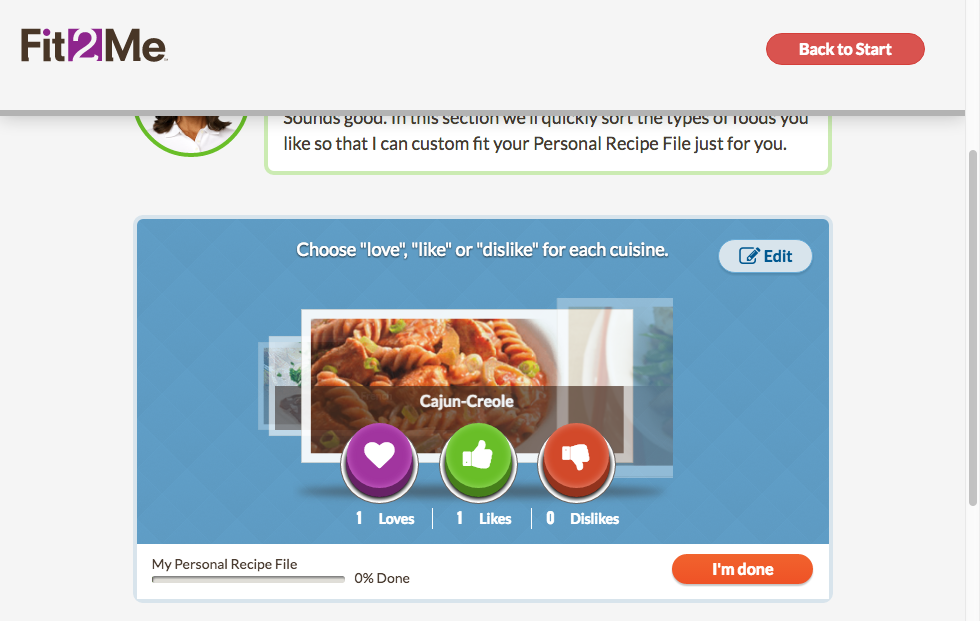 Fit2Me
Back to Start
Sounds good. In this section we'll quickly sort the types of foods you
like so that I can custom fit your Personal Recipe File just for you.
Choose "love", "like" or "dislike" for each cuisine.
Edit
Cajun-Creole
1 Loves 1 Likes 0 Dislikes
My Personal Recipe File
0% Done
I'm done